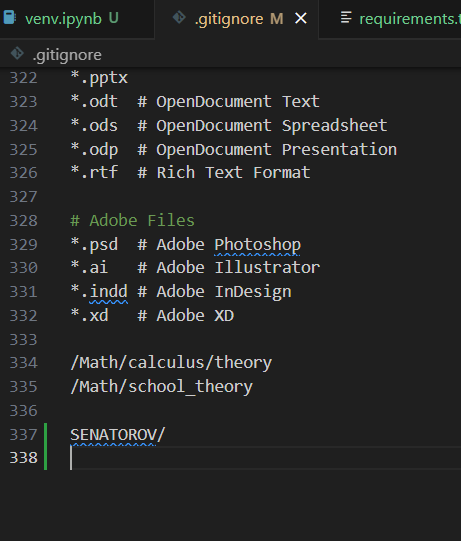 venv.ipynb U
.gitignore M
requirements.t
.gitignore
322 *.pptx
323 *.odt  # OpenDocument Text
324 *.ods  # OpenDocument Spreadsheet
325 *.odp  # OpenDocument Presentation
326 *.rtf  # Rich Text Format
327
328 # Adobe Files
329 *.psd  # Adobe Photoshop
330 *.ai   # Adobe Illustrator
331 *.indd # Adobe InDesign
332 *.xd   # Adobe XD
333
334 /Math/calculus/theory
335 /Math/school_theory
336
337 SENATOROV/
338